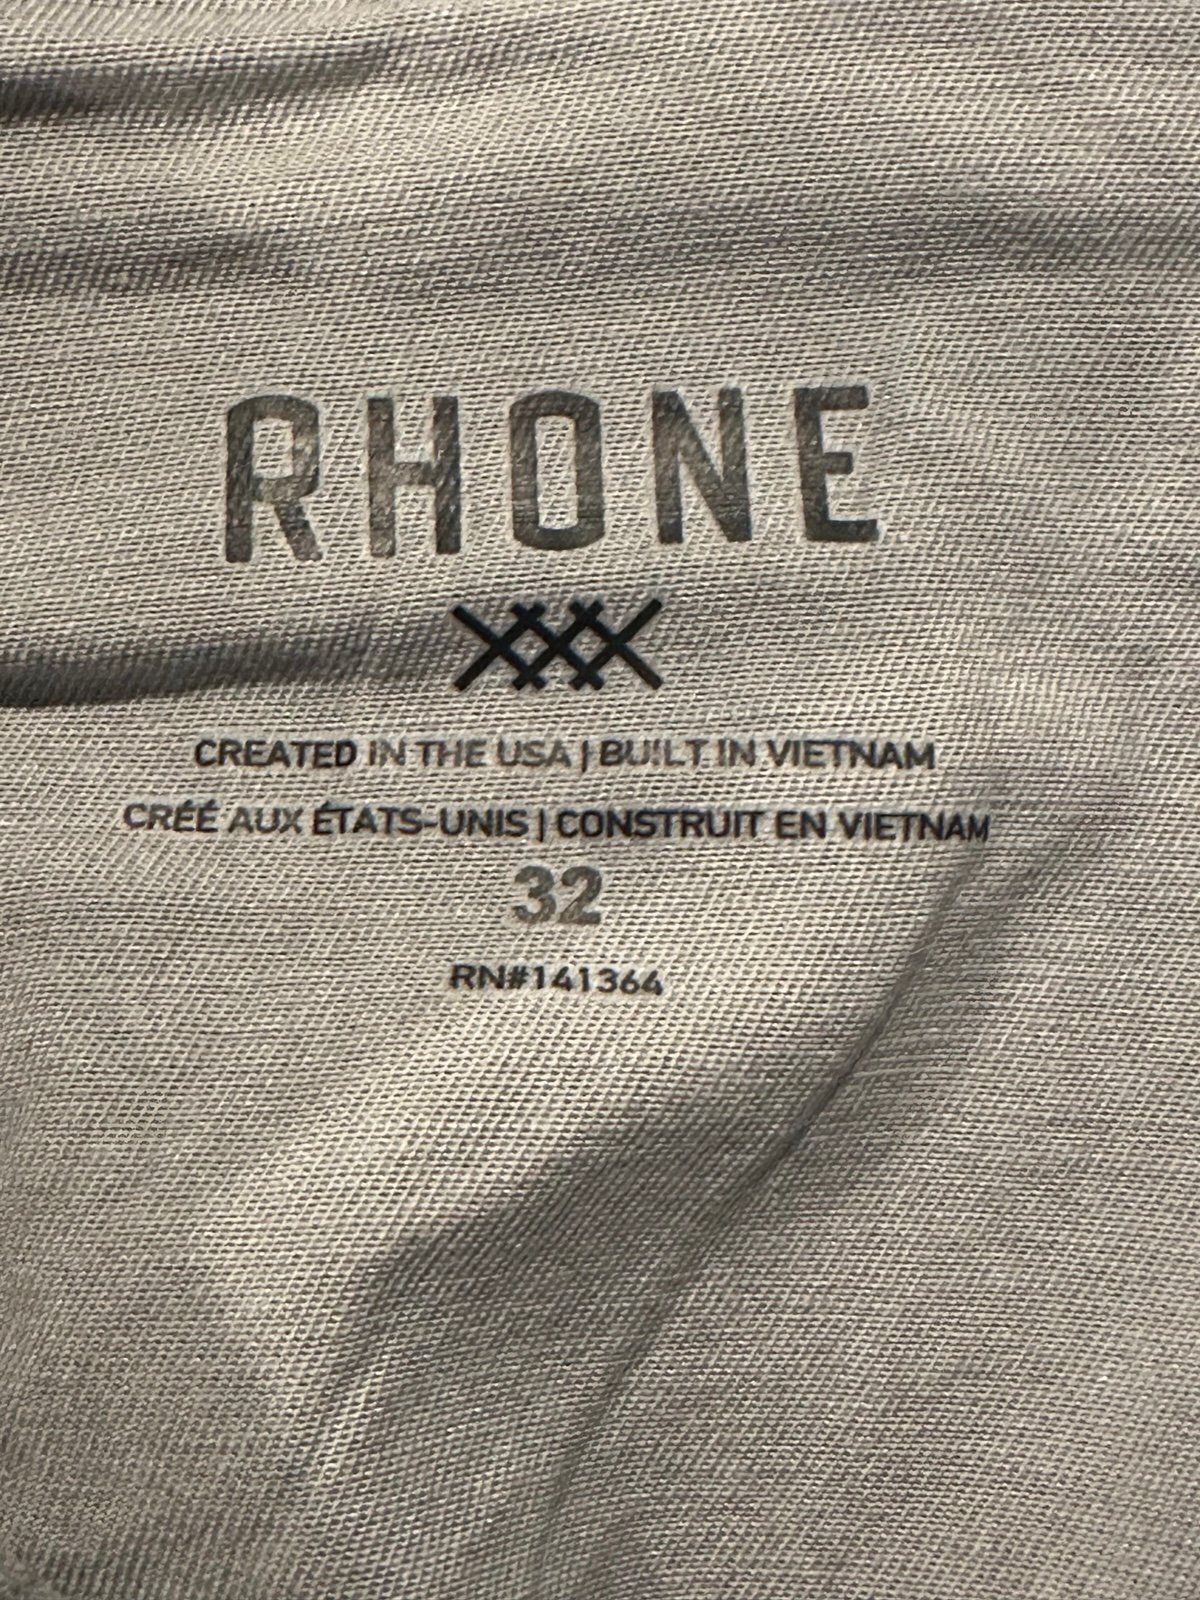 RHONE
CREATED IN THE USA | BUILT IN VIETNAM
CRÉÉ AUX ÉTATS-UNIS | CONSTRUIT EN VIETNAM
32
RN#141364